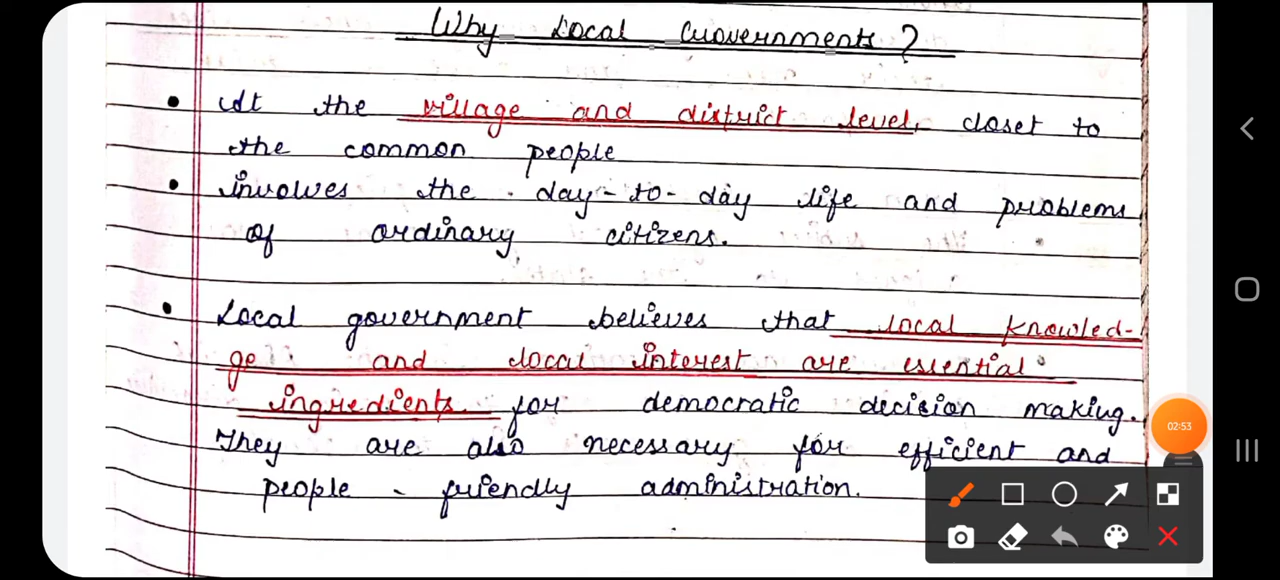 Why Local Governments?
• At the village and district level, closet to
the common people
• involves the day-to-day life and problems
of ordinary citizens.
• Local government believes that local knowled-
ge and local interest are essential
ingredients for democratic decision making.
They are also necessary for efficient and
people-friendly administration.
02:53